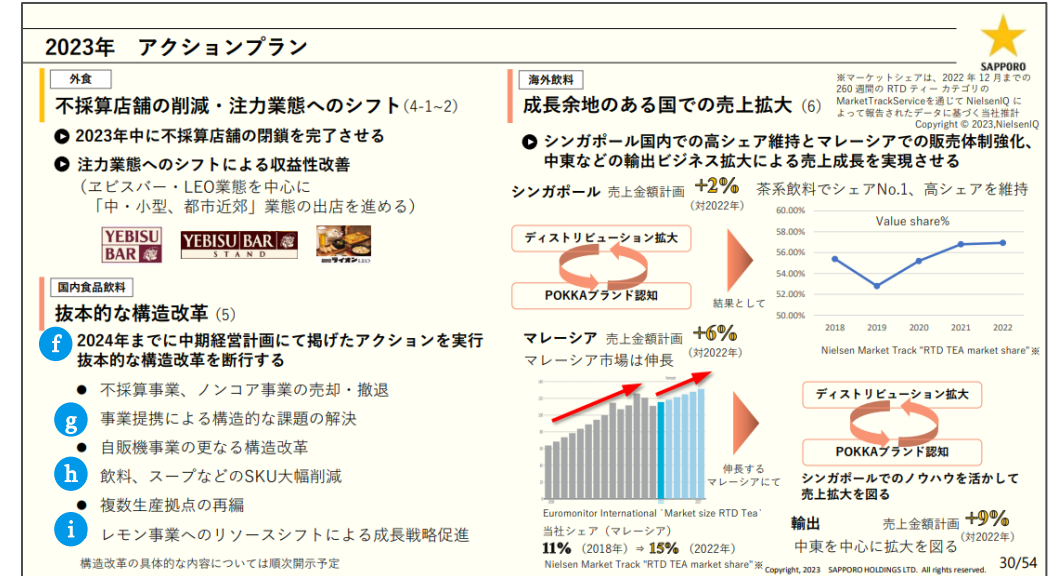 2023年　アクションプラン
SAPPORO
外食
不採算店舗の削減・注力業態へのシフト(4-1~2)
2023年中に不採算店舗の閉鎖を完了させる
注力業態へのシフトによる収益性改善
（ヱビスバー・LEO業態を中心に
「中・小型、都市近郊」業態の出店を進める）
YEBISU
BAR
YEBISU BAR
STAND
ライオン LEO
国内食品飲料
抜本的な構造改革 (5)
f
2024年までに中期経営計画にて掲げたアクションを実行
抜本的な構造改革を断行する
● 不採算事業、ノンコア事業の売却・撤退
g 事業提携による構造的な課題の解決
● 自販機事業の更なる構造改革
h 飲料、スープなどのSKU大幅削減
● 複数生産拠点の再編
i レモン事業へのリソースシフトによる成長戦略促進
構造改革の具体的な内容については順次開示予定
海外飲料
成長余地のある国での売上拡大 (6)
※マーケットシェアは、2022 年 12 月までの
260 週間の RTD ティー カテゴリの
MarketTrackServiceを通じて NielsenIQ に
よって報告されたデータに基づく当社推計
Copyright © 2023,NielsenIQ
シンガポール国内での高シェア維持とマレーシアでの販売体制強化、
中東などの輸出ビジネス拡大による売上成長を実現させる
シンガポール 売上金額計画 +2%
（対2022年）
ディストリビューション拡大
POKKAブランド認知
結果として
茶系飲料でシェアNo.1、高シェアを維持
Value share%
60.00%
58.00%
56.00%
54.00%
52.00%
50.00%
2018 2019 2020 2021 2022
Nielsen Market Track "RTD TEA market share"※
マレーシア 売上金額計画 +6%
（対2022年）
マレーシア市場は伸長
Euromonitor International `Market size RTD Tea`
当社シェア（マレーシア）
11%（2018年）⇒ 15%（2022年）
Nielsen Market Track "RTD TEA market share"※
伸長する
マレーシアにて
ディストリビューション拡大
POKKAブランド認知
シンガポールでのノウハウを活かして
売上拡大を図る
輸出 売上金額計画 +9%
（対2022年）
中東を中心に拡大を図る
Copyright, 2023 SAPPORO HOLDINGS LTD. All rights reserved.
30/54